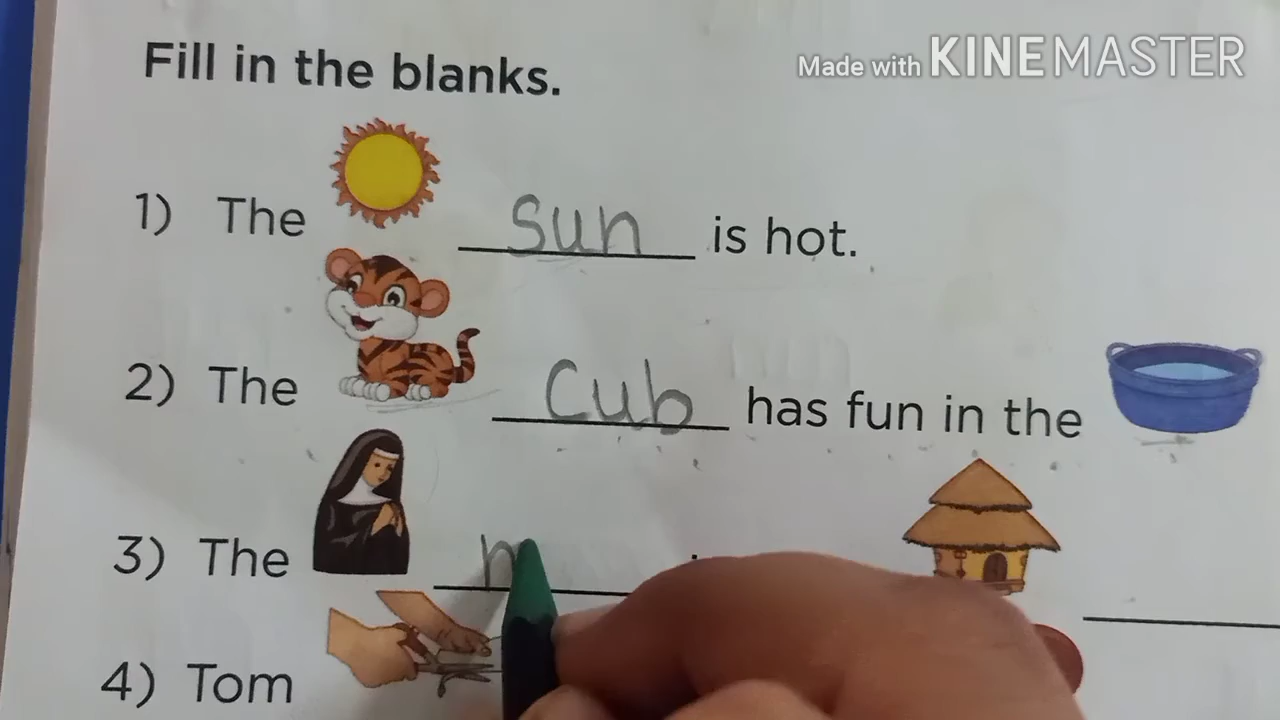 Made with KINEMASTER
Fill in the blanks.
1) The sun is hot.
2) The cub has fun in the
3) The n
4) Tom